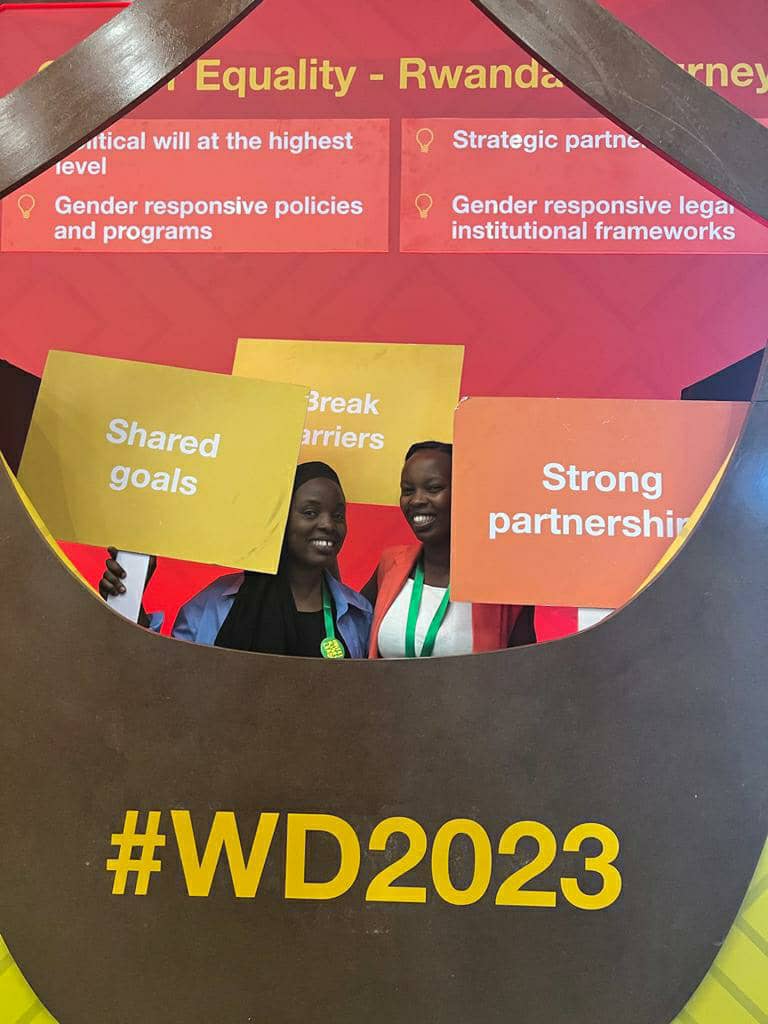 Equality - Rwanda
will at the highest
level
Gender responsive policies
and programs
Strategic
Gender responsive legal
institutional frameworks
Break
Shared
goals
Strong
#WD2023